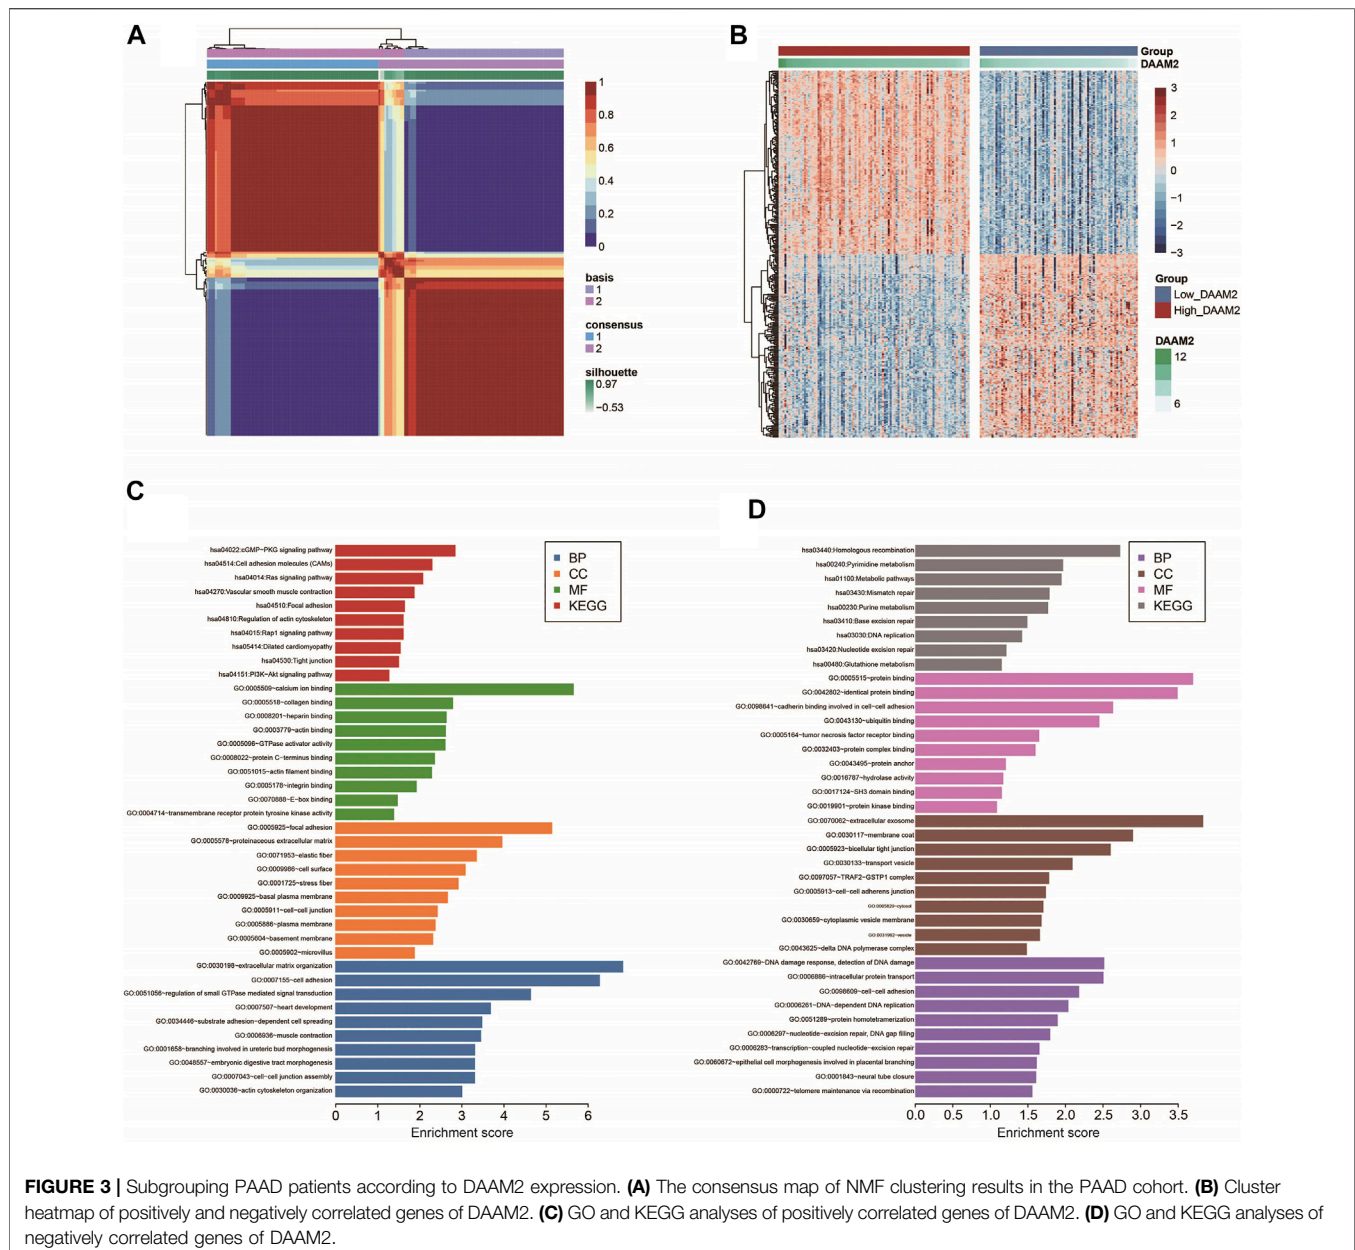 A
1
0.8
0.6
0.4
0.2
0
basis
1
2
consensus
1
2
silhouette
0.97
−0.53
B
Group
DAAM2
3
2
1
0
−1
−2
−3
Group
Low_DAAM2
High_DAAM2
DAAM2
12
6
C
hsa04022:cGMP−PKG signaling pathway
hsa04514:Cell adhesion molecules (CAMs)
hsa04014:Ras signaling pathway
hsa04270:Vascular smooth muscle contraction
hsa04510:Focal adhesion
hsa04810:Regulation of actin cytoskeleton
hsa04015:Rap1 signaling pathway
hsa05414:Dilated cardiomyopathy
hsa04530:Tight junction
hsa04151:PI3K−Akt signaling pathway
GO:0005509~calcium ion binding
GO:0005518~collagen binding
GO:0008201~heparin binding
GO:0003779~actin binding
GO:0005096~GTPase activator activity
GO:0008022~protein C−terminus binding
GO:0051015~actin filament binding
GO:0005178~integrin binding
GO:0070888~E−box binding
GO:0004714~transmembrane receptor protein tyrosine kinase activity
GO:0005925~focal adhesion
GO:0005578~proteinaceous extracellular matrix
GO:0071953~elastic fiber
GO:0009986~cell surface
GO:0001725~stress fiber
GO:0009925~basal plasma membrane
GO:0005911~cell−cell junction
GO:0005886~plasma membrane
GO:0005604~basement membrane
GO:0005902~microvillus
GO:0030198~extracellular matrix organization
GO:0007155~cell adhesion
GO:0051056~regulation of small GTPase mediated signal transduction
GO:0007507~heart development
GO:0034446~substrate adhesion−dependent cell spreading
GO:0006936~muscle contraction
GO:0001658~branching involved in ureteric bud morphogenesis
GO:0048557~embryonic digestive tract morphogenesis
GO:0007043~cell−cell junction assembly
GO:0030036~actin cytoskeleton organization
BP
CC
MF
KEGG
0 1 2 3 4 5 6
Enrichment score
D
hsa03440:Homologous recombination
hsa00240:Pyrimidine metabolism
hsa01100:Metabolic pathways
hsa03430:Mismatch repair
hsa00230:Purine metabolism
hsa03410:Base excision repair
hsa03030:DNA replication
hsa03420:Nucleotide excision repair
hsa00480:Glutathione metabolism
GO:0005515~protein binding
GO:0042802~identical protein binding
GO:0098641~cadherin binding involved in cell−cell adhesion
GO:0043130~ubiquitin binding
GO:0005164~tumor necrosis factor receptor binding
GO:0032403~protein complex binding
GO:0043495~protein anchor
GO:0016787~hydrolase activity
GO:0017124~SH3 domain binding
GO:0019901~protein kinase binding
GO:0070062~extracellular exosome
GO:0030117~membrane coat
GO:0005923~bicellular tight junction
GO:0030133~transport vesicle
GO:0097057~TRAF2−GSTP1 complex
GO:0005913~cell−cell adherens junction
GO:0005829~cytosol
GO:0030659~cytoplasmic vesicle membrane
GO:0031982~vesicle
GO:0043625~delta DNA polymerase complex
GO:0042769~DNA damage response, detection of DNA damage
GO:0006886~intracellular protein transport
GO:0098609~cell−cell adhesion
GO:0006261~DNA−dependent DNA replication
GO:0051289~protein homotetramerization
GO:0006297~nucleotide−excision repair, DNA gap filling
GO:0006283~transcription−coupled nucleotide−excision repair
GO:0060672~epithelial cell morphogenesis involved in placental branching
GO:0001843~neural tube closure
GO:0000722~telomere maintenance via recombination
BP
CC
MF
KEGG
0.0 0.5 1.0 1.5 2.0 2.5 3.0 3.5
Enrichment score
FIGURE 3 | Subgrouping PAAD patients according to DAAM2 expression. (A) The consensus map of NMF clustering results in the PAAD cohort. (B) Cluster
heatmap of positively and negatively correlated genes of DAAM2. (C) GO and KEGG analyses of positively correlated genes of DAAM2. (D) GO and KEGG analyses of
negatively correlated genes of DAAM2.